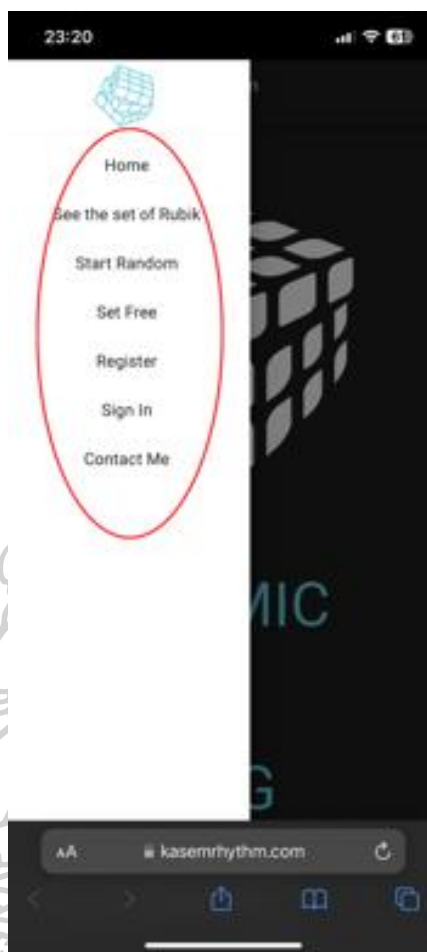 23:20
Home
See the set of Rubik
Start Random
Set Free
Register
Sign In
Contact Me
MIC
G
AA
kasemrhythm.com